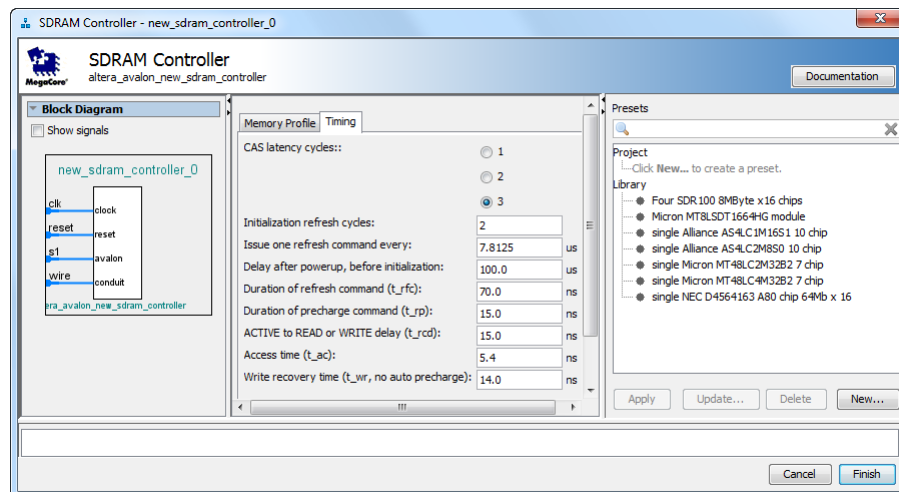 SDRAM Controller - new_sdram_controller_0
SDRAM Controller
altera_avalon_new_sdram_controller
MegaCore'
Documentation
Block Diagram
Show signals
new_sdram_controller_0
clk
clock
reset
reset
s1
avalon
wire
conduit
era_avalon_new_sdram_controller
Memory Profile Timing
CAS latency cycles::
1
2
3
Initialization refresh cycles: 2
Issue one refresh command every: 7.8125 us
Delay after powerup, before initialization: 100.0 us
Duration of refresh command (t_rfc): 70.0 ns
Duration of precharge command (t_rp): 15.0 ns
ACTIVE to READ or WRITE delay (t_rcd): 15.0 ns
Access time (t_ac): 5.4 ns
Write recovery time (t_wr, no auto precharge): 14.0 ns
Presets
Project
Click New... to create a preset.
Library
Four SDR100 8MByte x16 chips
Micron MT8LSDT1664HG module
single Alliance AS4LC1M16S1 10 chip
single Alliance AS4LC2M8S0 10 chip
single Micron MT48LC2M32B2 7 chip
single Micron MT48LC4M32B2 7 chip
single NEC D4564163 A80 chip 64Mb x 16
Apply Update... Delete New...
Cancel Finish